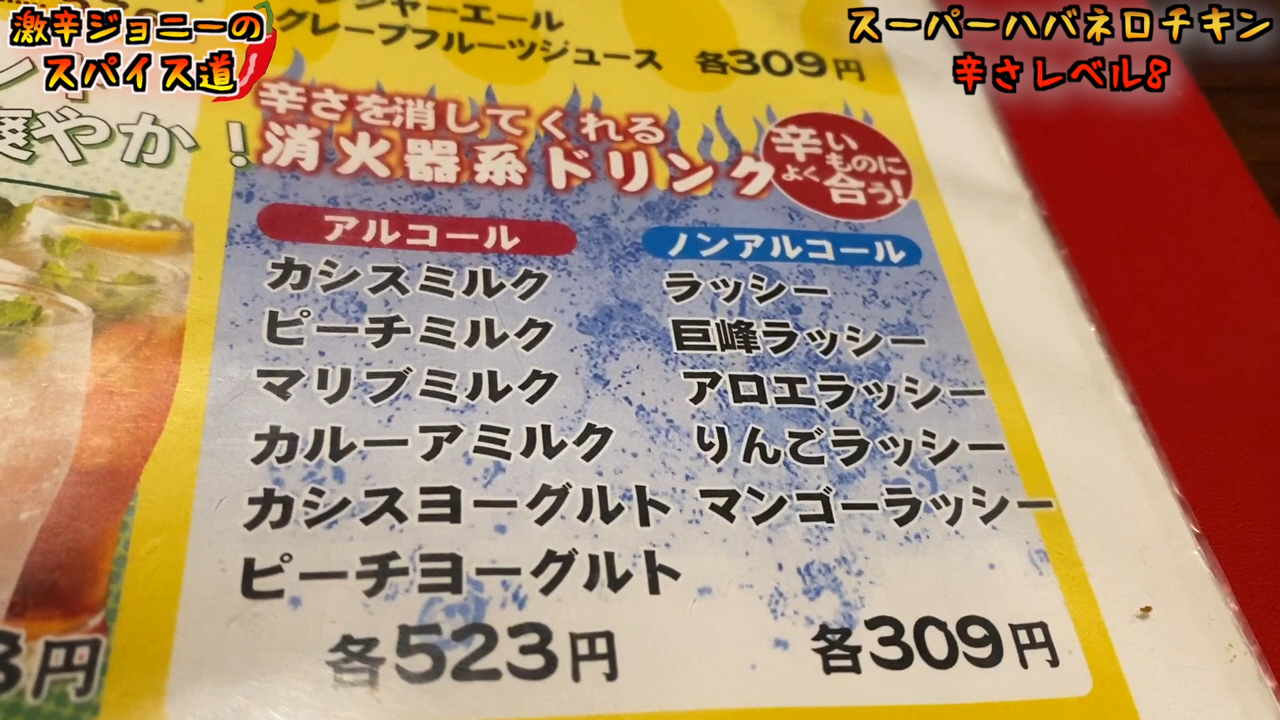 激辛ジョニーの
スパイス道
スーパーハバネロチキン
辛さレベル8
ジャーエール
グレープフルーツジュース 各309円
爽やか！
辛さを消してくれる
消火器系ドリンク
辛い
ものに
よく
合う!
アルコール
カシスミルク
ピーチミルク
マリブミルク
カルーアミルク
カシスヨーグルト
ピーチヨーグルト
各523円
ノンアルコール
ラッシー
巨峰ラッシー
アロエラッシー
りんごラッシー
マンゴーラッシー
各309円
3円